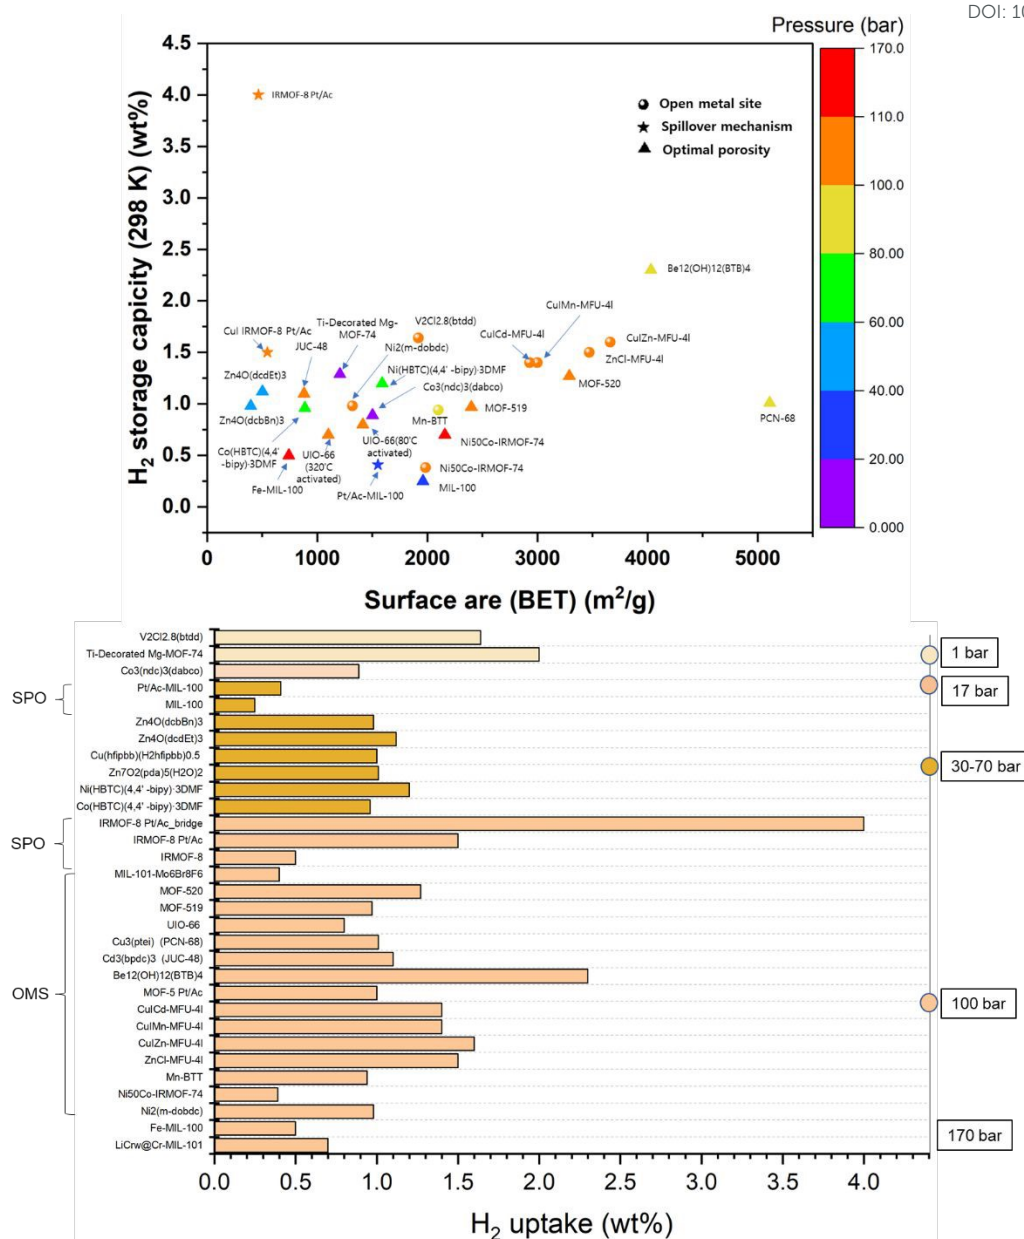 DOI: 10
Pressure (bar)
H2 storage capicity (298 K) (wt%)
4.5
4.0
3.5
3.0
2.5
2.0
1.5
1.0
0.5
0.0
Open metal site
Spillover mechanism
Optimal porosity
IRMOF-8 Pt/Ac
Be12(OH)12(BTB)4
CuIMn-MFU-4l
CuICd-MFU-4l
CuIZn-MFU-4l
ZnCl-MFU-4l
V2Cl2.8(btdd)
Ti-Decorated Mg-
MOF-74
Ni2(m-dobdc)
CuI IRMOF-8 Pt/Ac
JUC-48
Ni(HBTC)(4,4' -bipy)·3DMF
Co3(ndc)3(dabco)
Zn4O(dcdEt)3
MOF-520
Zn4O(dcbBn)3
MOF-519
Mn-BTT
PCN-68
Co(HBTC)(4,4'
-bipy)·3DMF
UIO-66
(320'C
activated)
UIO-66(80'C
activated)
Ni50Co-IRMOF-74
Ni50Co-IRMOF-74
Fe-MIL-100
Pt/Ac-MIL-100
MIL-100
170.0
110.0
100.0
80.00
60.00
40.00
20.00
0.000
0
1000
2000
3000
4000
5000
Surface are (BET) (m2/g)
V2Cl2.8(btdd)
Ti-Decorated Mg-MOF-74
Co3(ndc)3(dabco)
Pt/Ac-MIL-100
MIL-100
Zn4O(dcbBn)3
Zn4O(dcdEt)3
Cu(hfipbb)(H2hfipbb)0.5
Zn7O2(pda)5(H2O)2
Ni(HBTC)(4,4' -bipy)·3DMF
Co(HBTC)(4,4' -bipy)·3DMF
IRMOF-8 Pt/Ac_bridge
IRMOF-8 Pt/Ac
IRMOF-8
MIL-101-Mo6Br8F6
MOF-520
MOF-519
UIO-66
Cu3(ptei) (PCN-68)
Cd3(bpdc)3 (JUC-48)
Be12(OH)12(BTB)4
MOF-5 Pt/Ac
CuICd-MFU-4l
CuIMn-MFU-4l
CuIZn-MFU-4l
ZnCl-MFU-4l
Mn-BTT
Ni50Co-IRMOF-74
Ni2(m-dobdc)
Fe-MIL-100
LiCrw@Cr-MIL-101
SPO
SPO
OMS
1 bar
17 bar
30-70 bar
100 bar
170 bar
0.0
0.5
1.0
1.5
2.0
2.5
3.0
3.5
4.0
H2 uptake (wt%)